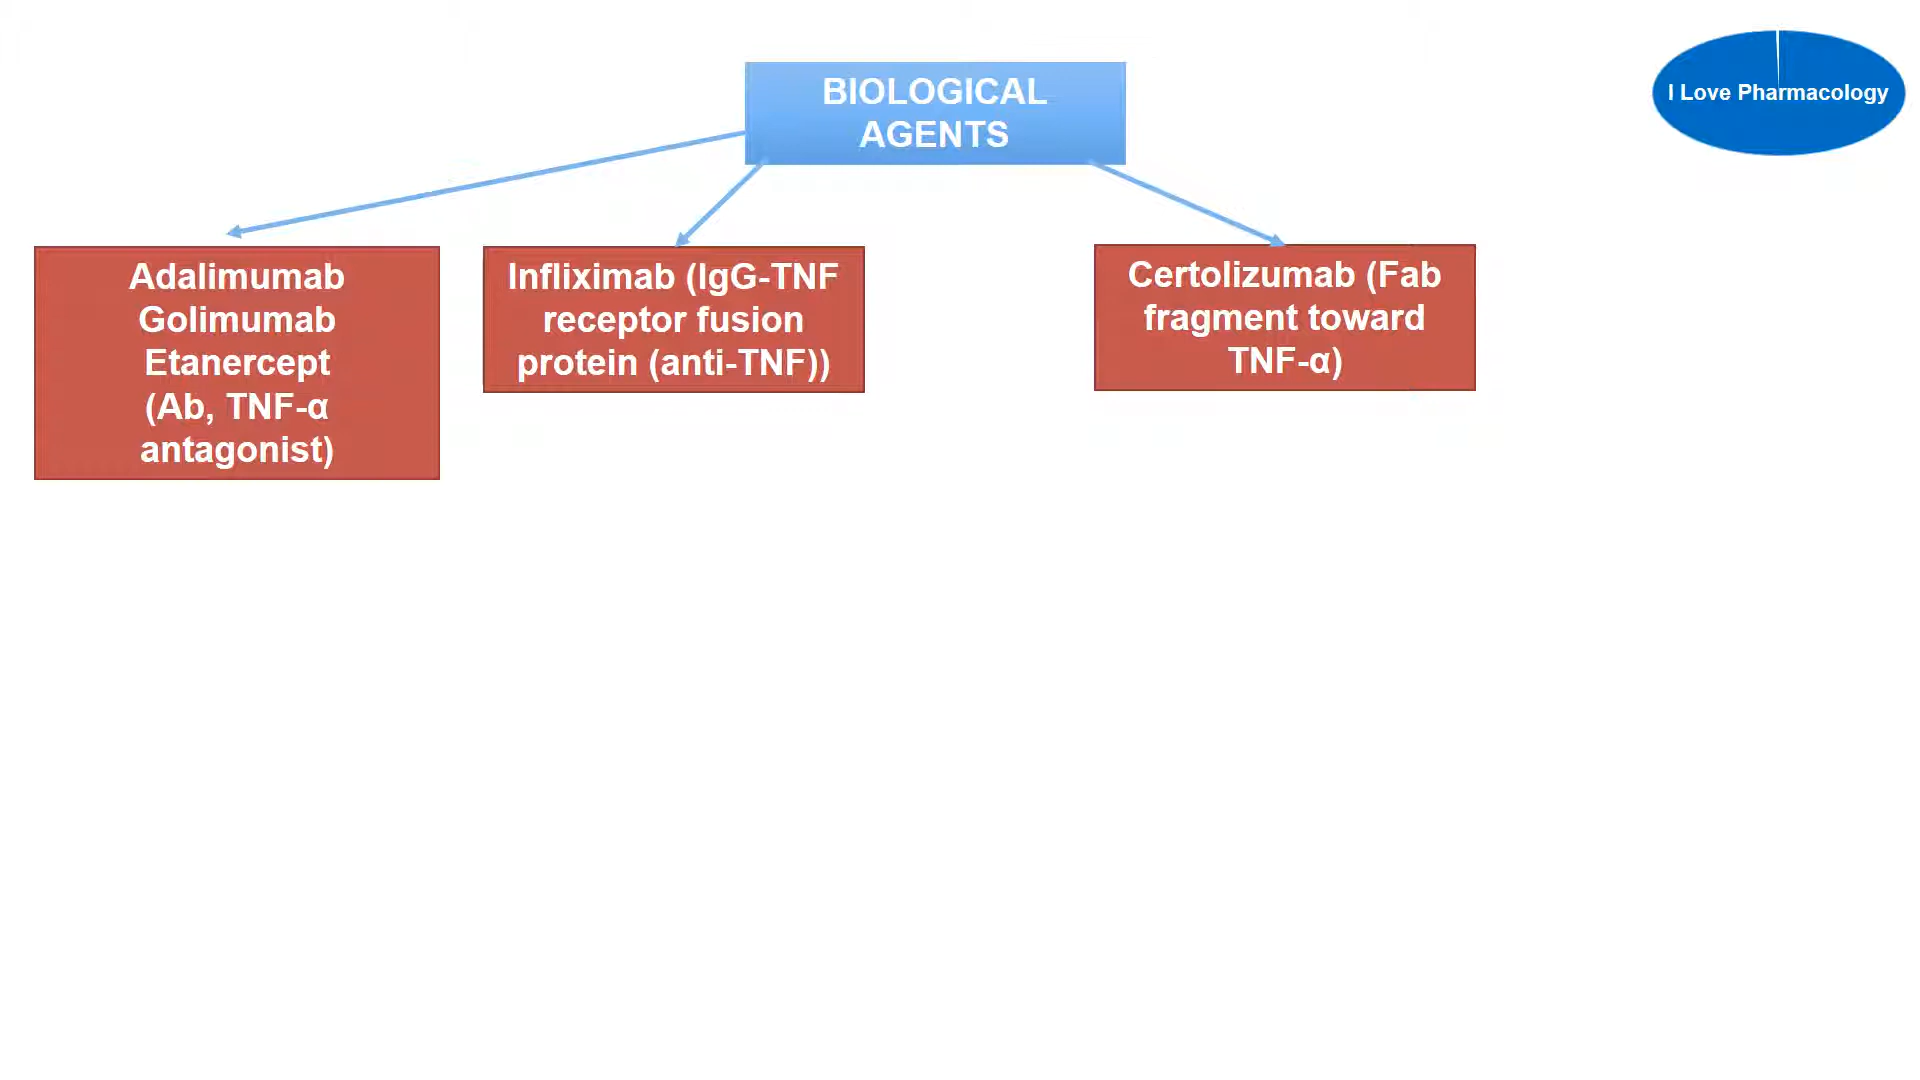 BIOLOGICAL
AGENTS
I Love Pharmacology
Adalimumab
Golimumab
Etanercept
(Ab, TNF-α
antagonist)
Infliximab (IgG-TNF
receptor fusion
protein (anti-TNF))
Certolizumab (Fab
fragment toward
TNF-α)